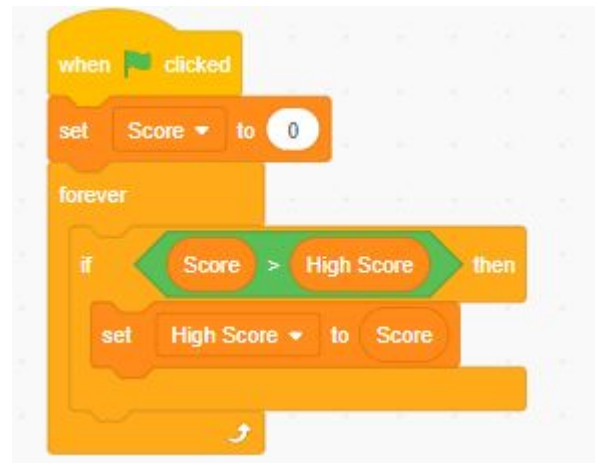 when clicked
set Score to 0
forever
if Score > High Score then
set High Score to Score